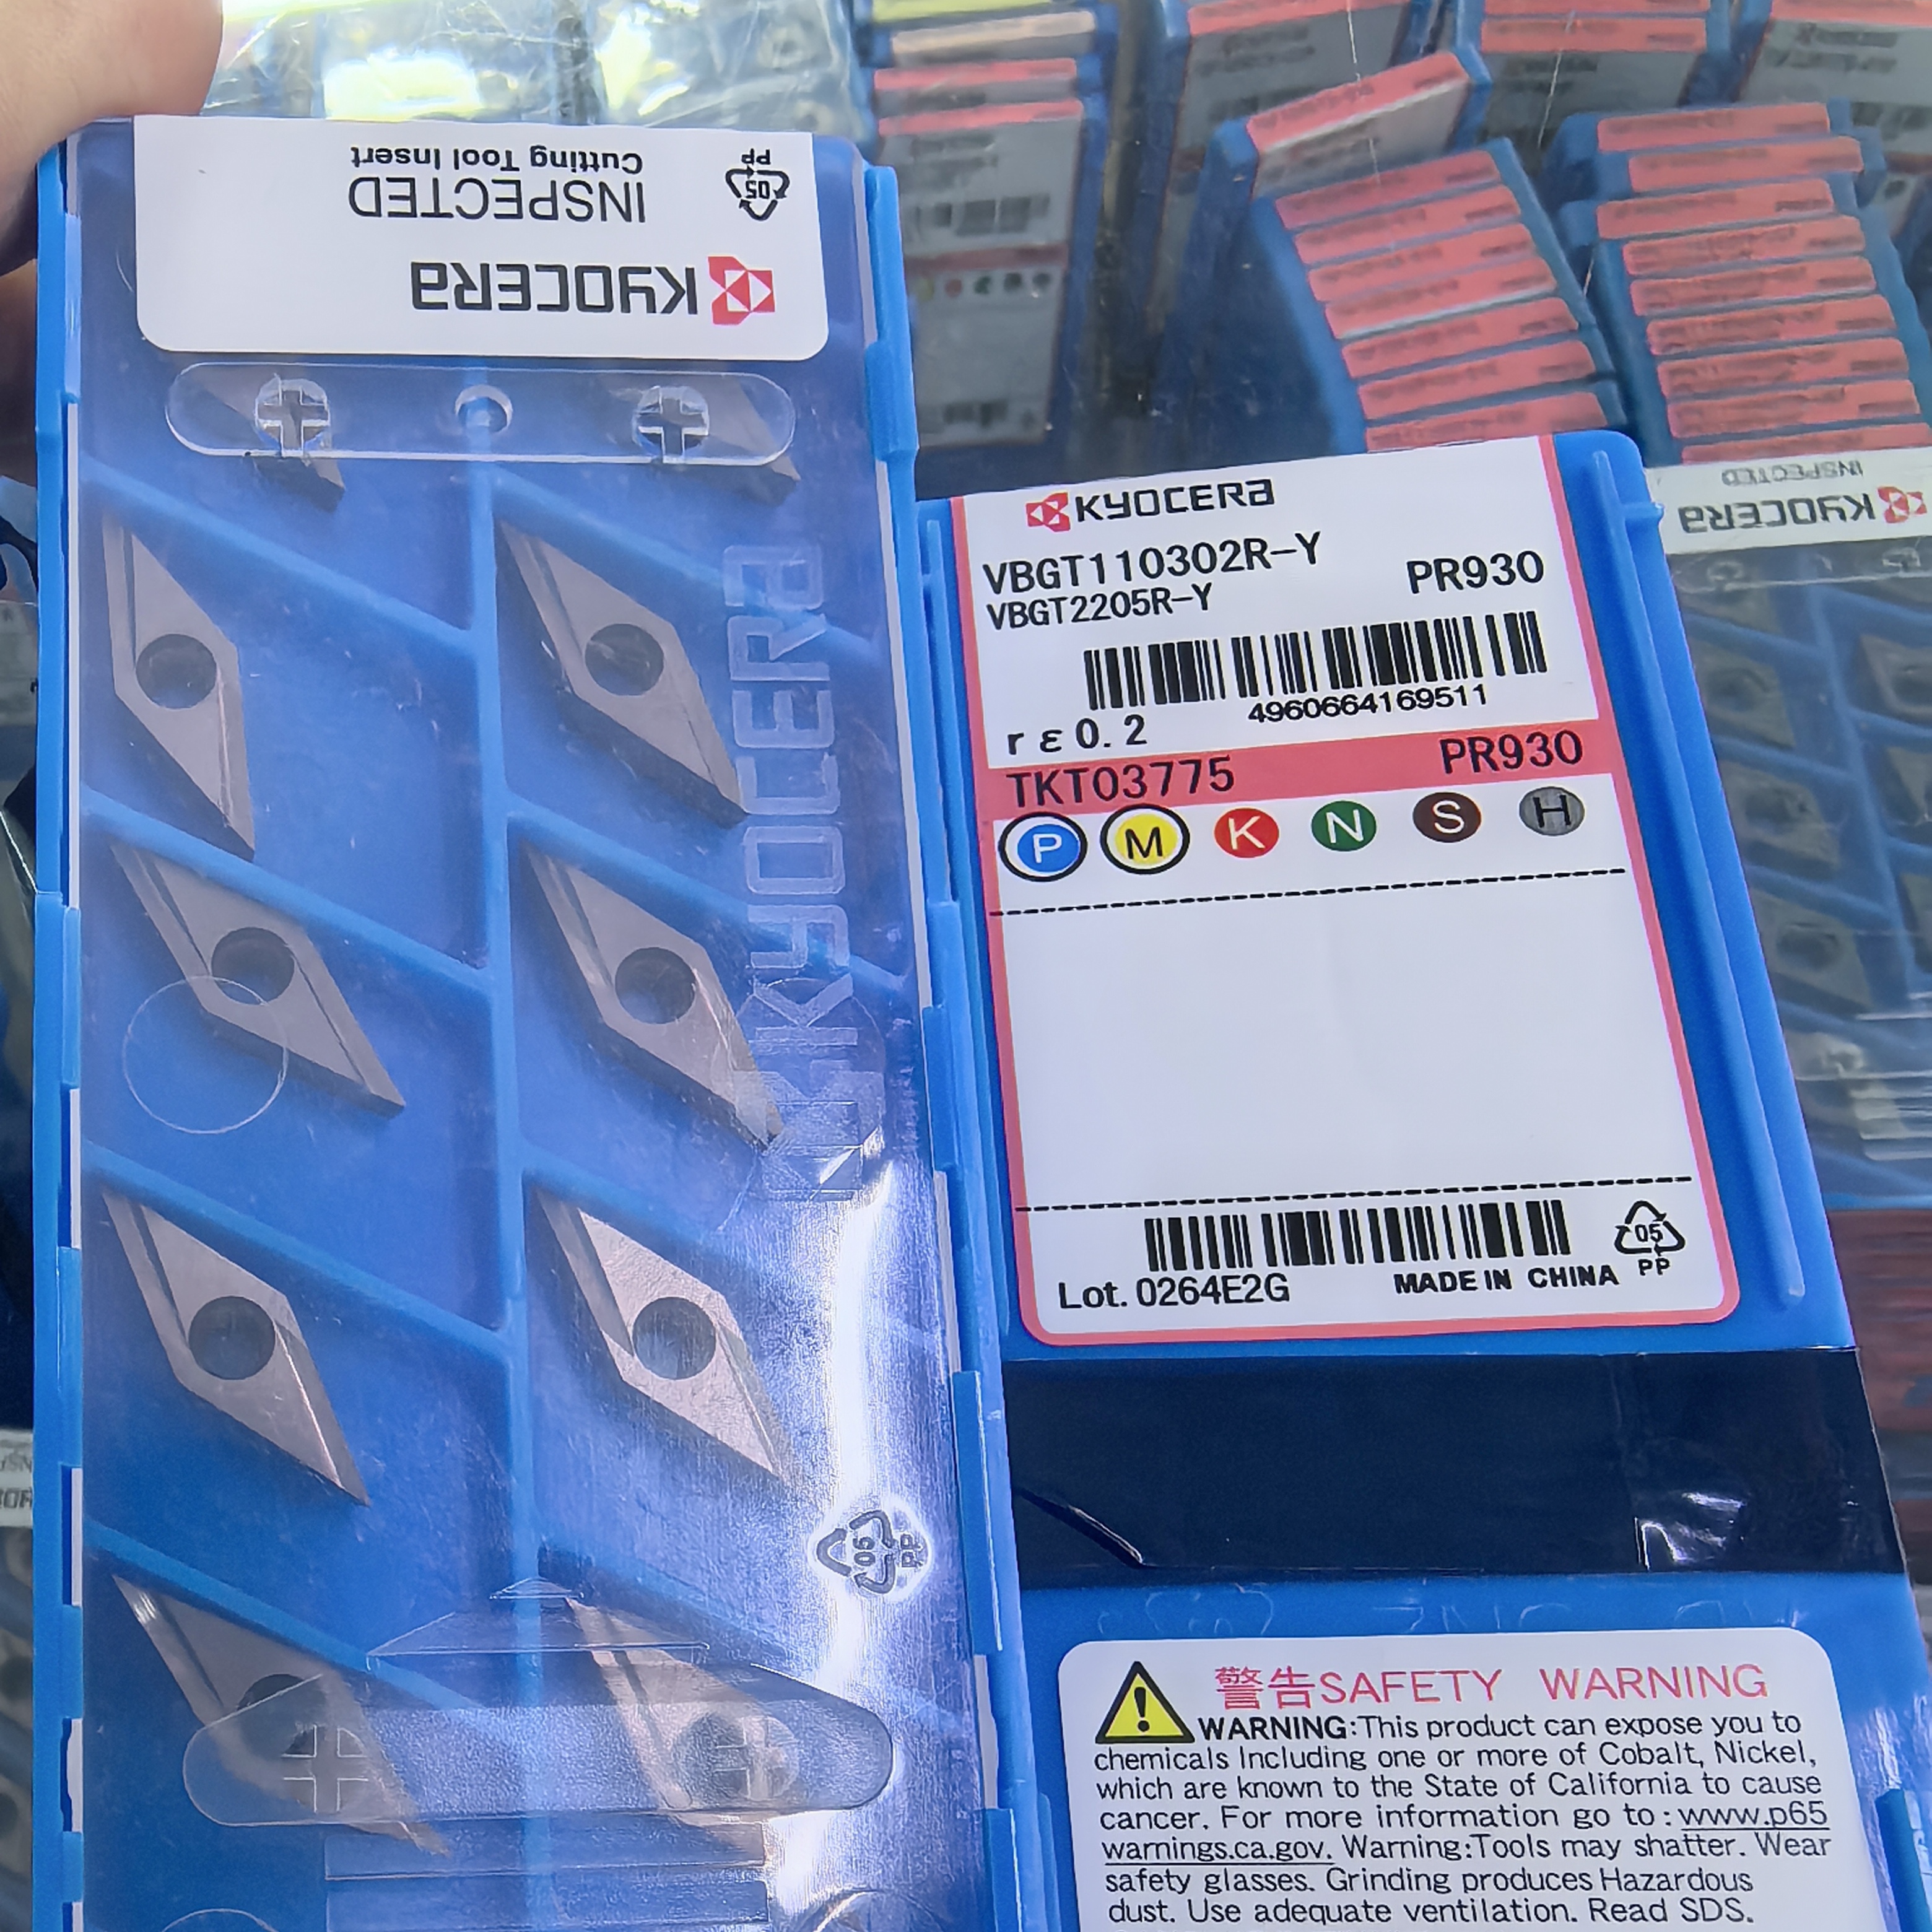 KYOCERA
INSPECTED
Cutting Tool Insert
05
PP
KYOCERA
05
PP
KYOCERA
VBGT110302R-Y PR930
VBGT2205R-Y
4960664169511
rε0.2
TKT03775 PR930
P M K N S H
Lot. 0264E2G MADE IN CHINA
05
PP
警告SAFETY WARNING
WARNING:This product can expose you to
chemicals Including one or more of Cobalt, Nickel,
which are known to the State of California to cause
cancer. For more information go to: www.p65
warnings.ca.gov. Warning:Tools may shatter. Wear
safety glasses. Grinding produces Hazardous
dust. Use adequate ventilation. Read SDS.
KYOCERA
INSPECTED